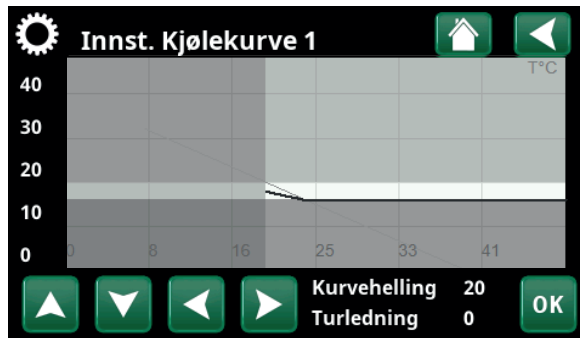 Innst. Kjølekurve 1
T°C
40
30
20
10
0
0 8 16 25 33 41
Kurvehelling 20
Turledning 0
OK